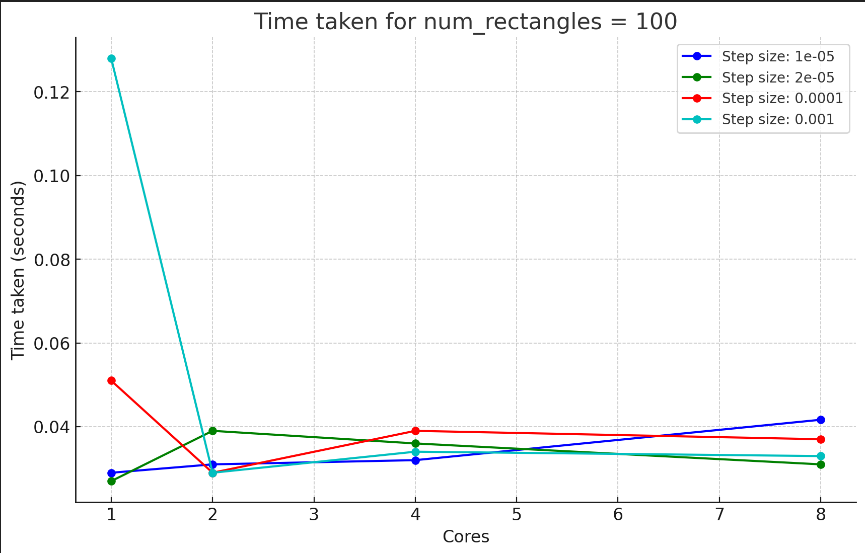 Time taken for num_rectangles = 100
Step size: 1e-05
Step size: 2e-05
Step size: 0.0001
Step size: 0.001
Time taken (seconds)
0.12
0.10
0.08
0.06
0.04
1 2 3 4 5 6 7 8
Cores